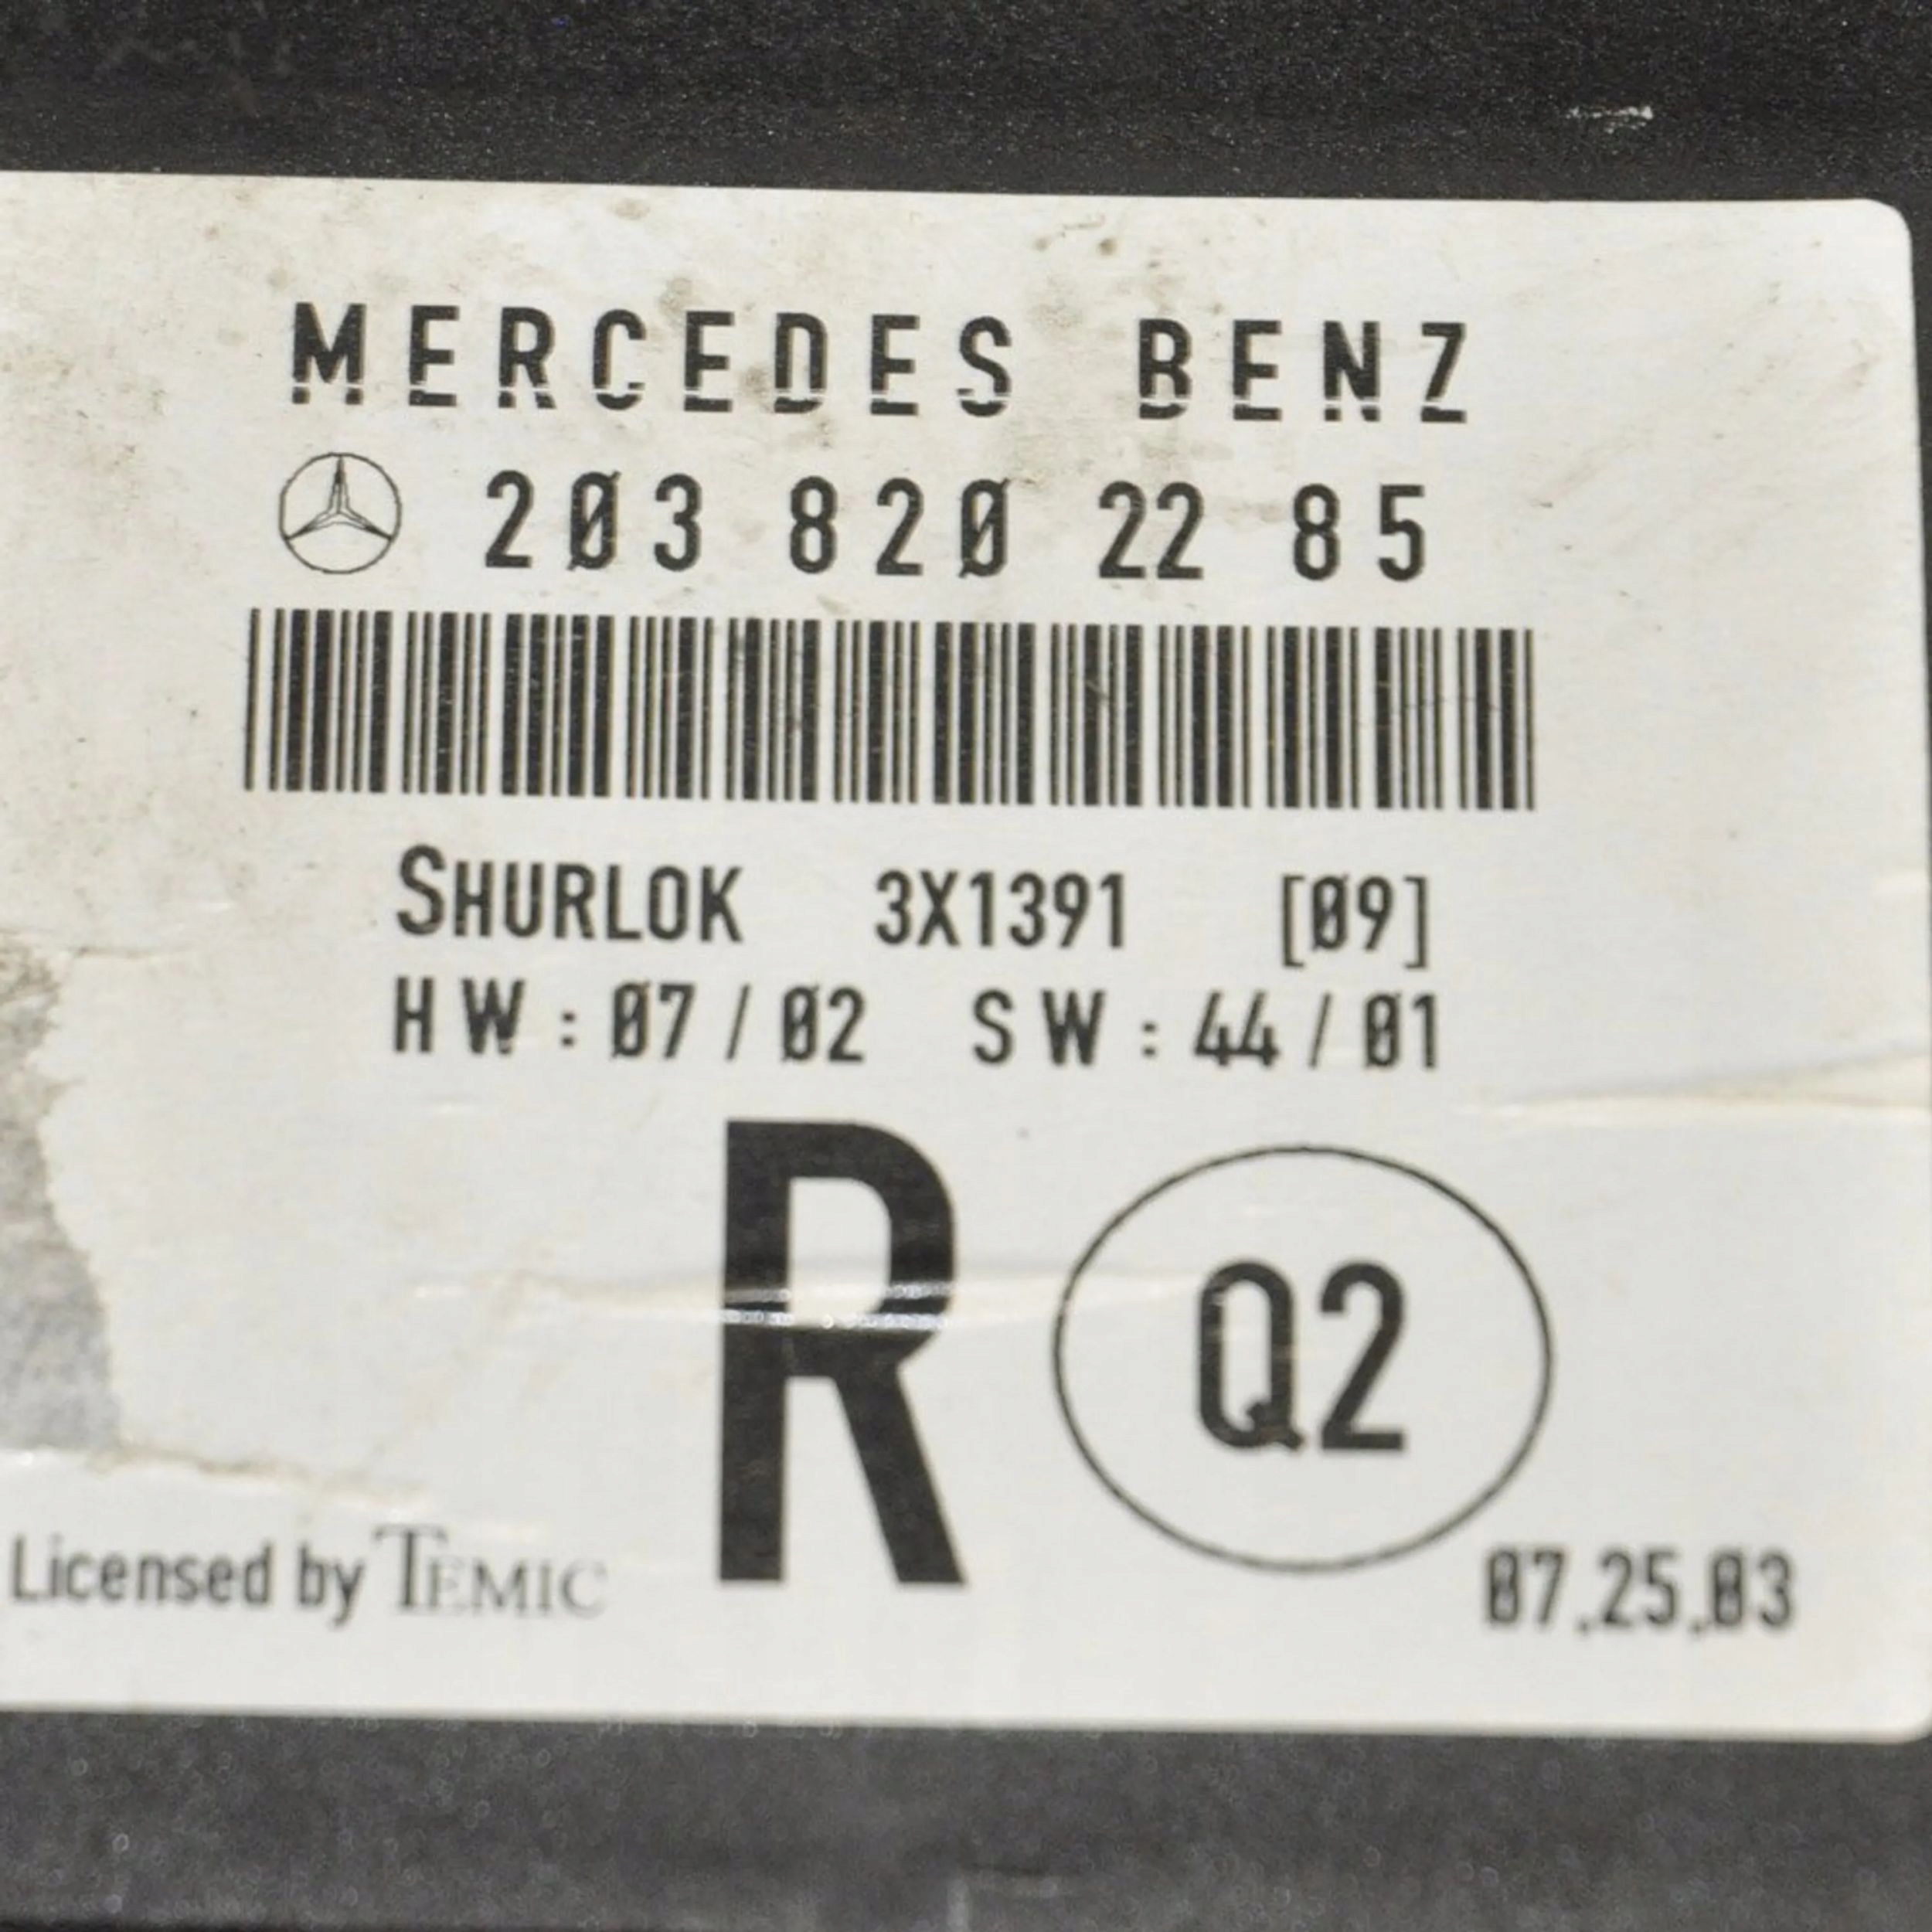 MERCEDES BENZ
203 820 22 85
SHURLOK 3X1391 [09]
HW:07/02 SW:44/01
R Q2
Licensed by TEMIC
07,25,03